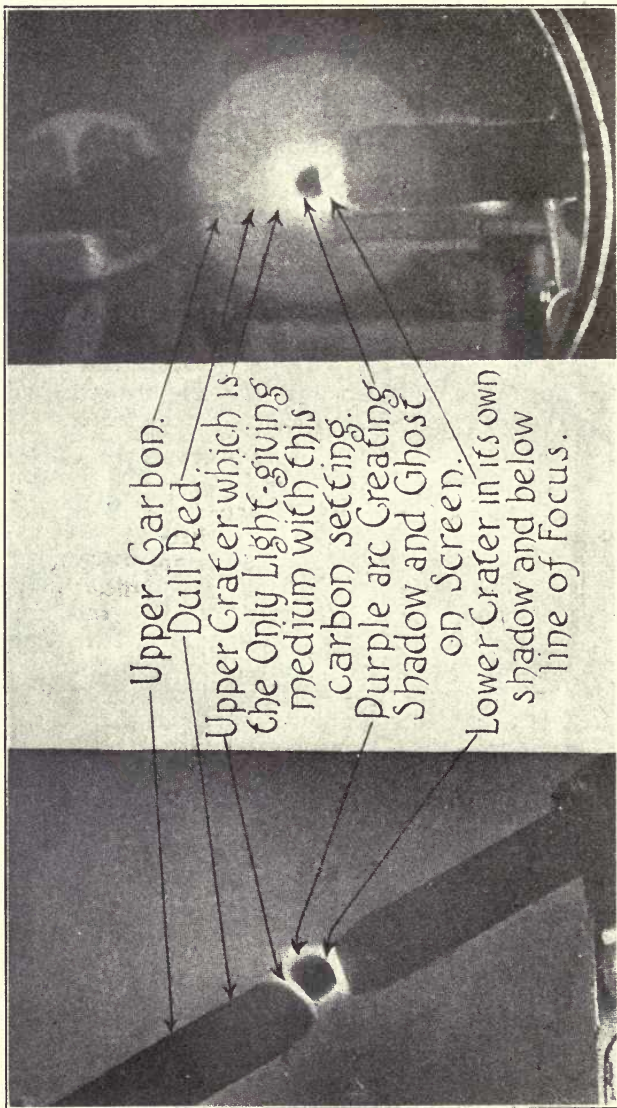 Upper Carbon.
Dull Red
Upper Crater which is
the Only Light-giving
medium with this
carbon setting.
Purple arc Creating
Shadow and Ghost
on Screen.
Lower Crater in its own
shadow and below
line of Focus.